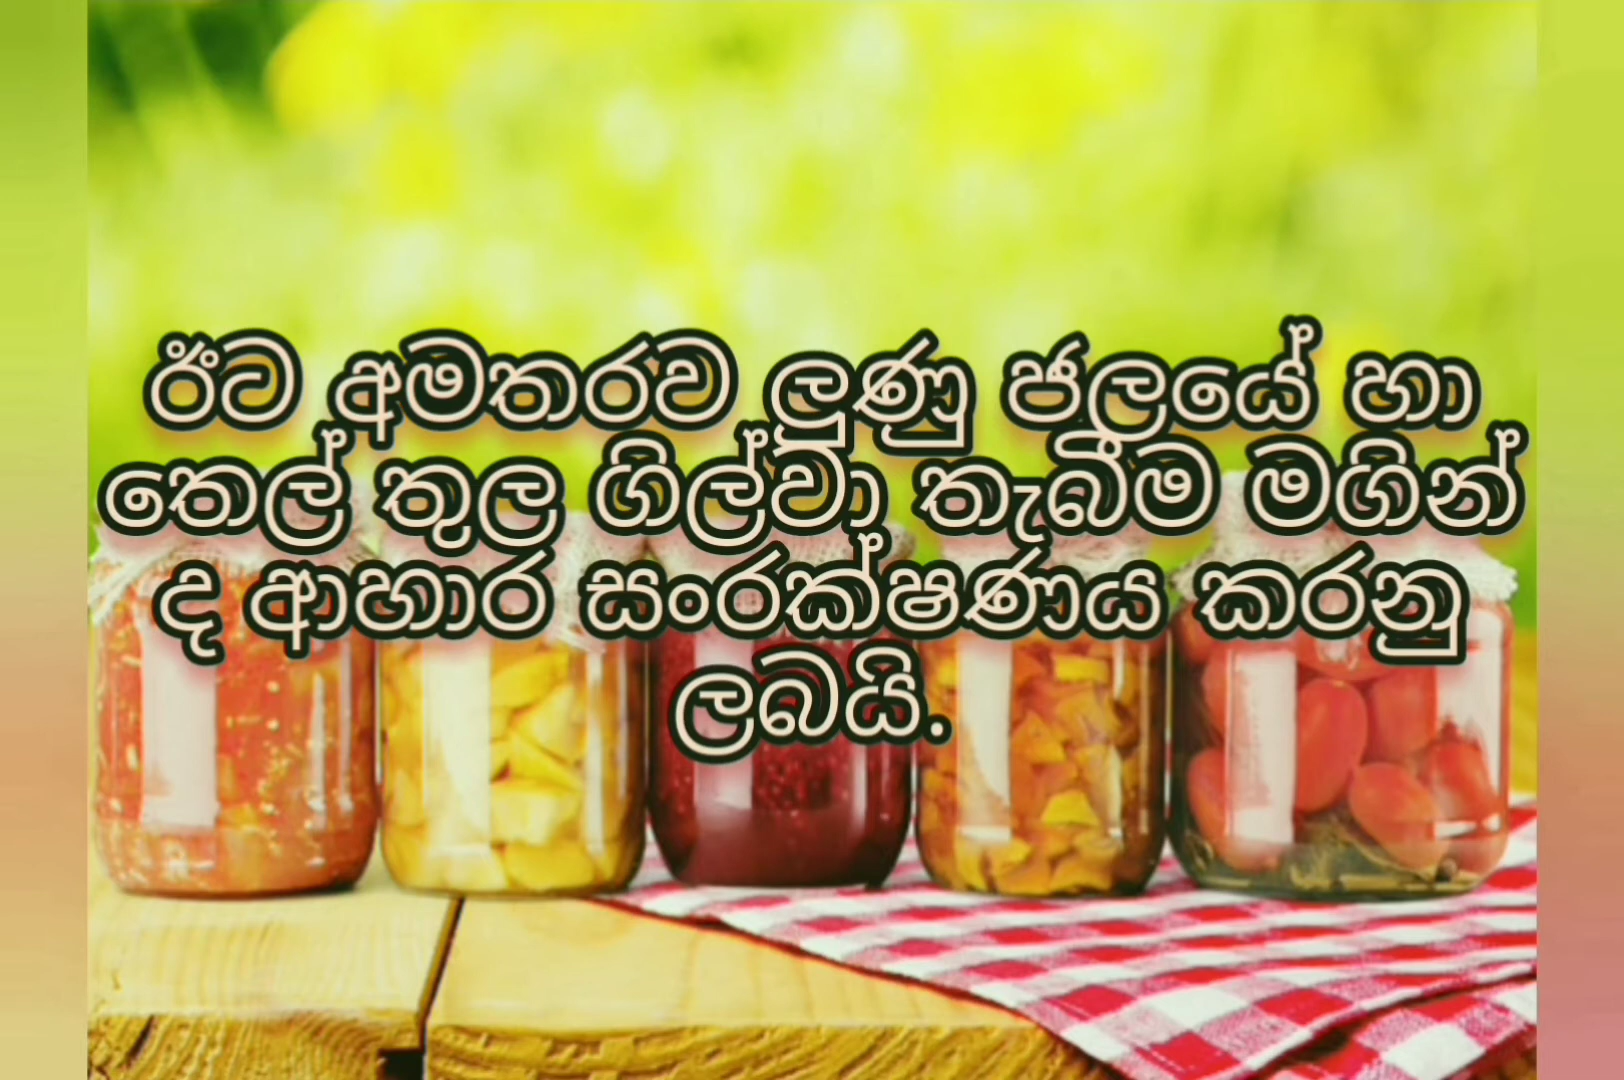 ඊට අමතරව ලුණු ජලයේ හා
තෙල් තුල ගිල්වා තැබීම මගින්
ද ආහාර සංරක්ෂණය කරනු
ලබයි.